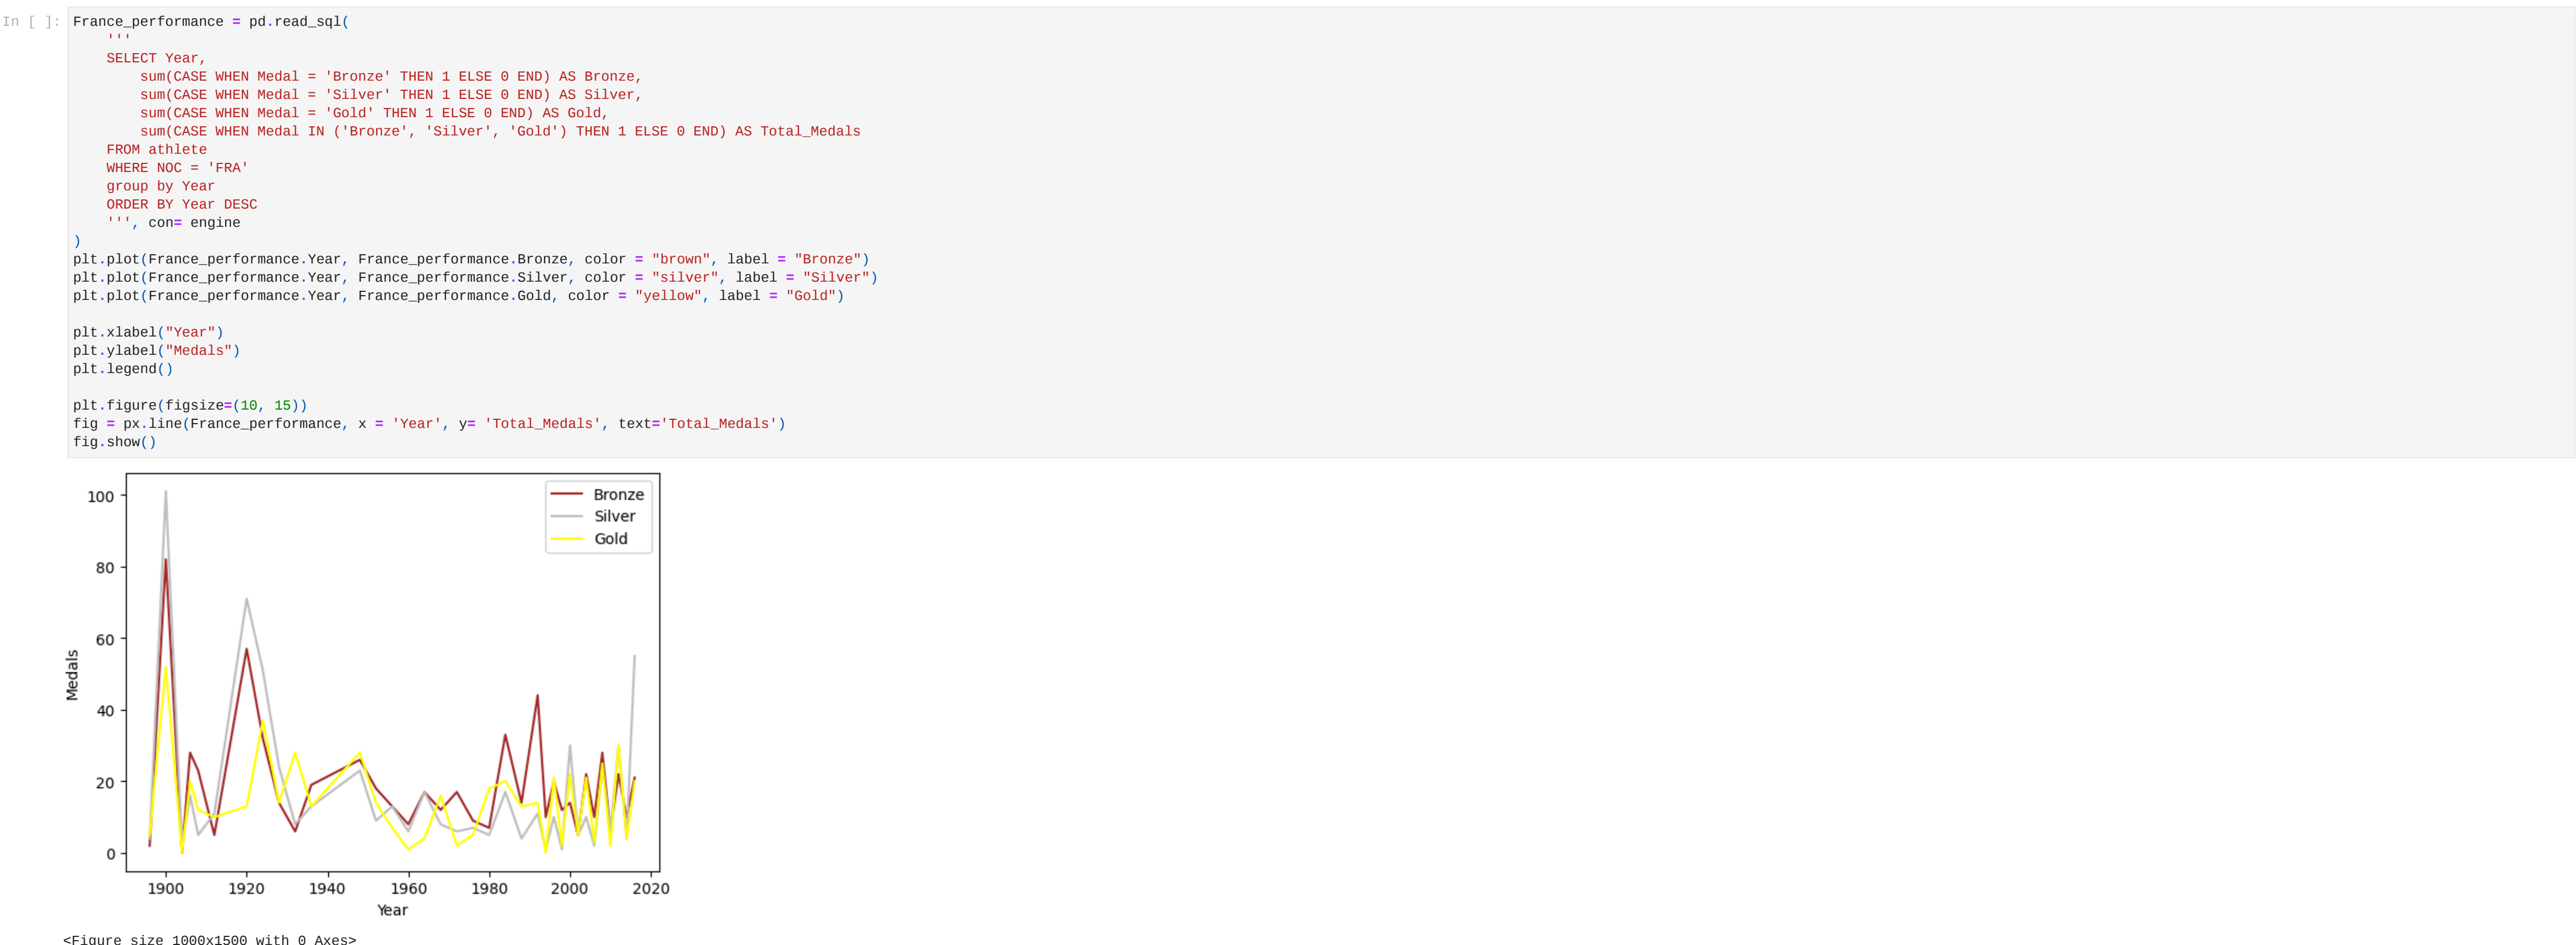 In [ ]:
France_performance = pd.read_sql(
    '''
    SELECT Year,
        sum(CASE WHEN Medal = 'Bronze' THEN 1 ELSE 0 END) AS Bronze,
        sum(CASE WHEN Medal = 'Silver' THEN 1 ELSE 0 END) AS Silver,
        sum(CASE WHEN Medal = 'Gold' THEN 1 ELSE 0 END) AS Gold,
        sum(CASE WHEN Medal IN ('Bronze', 'Silver', 'Gold') THEN 1 ELSE 0 END) AS Total_Medals
    FROM athlete
    WHERE NOC = 'FRA'
    group by Year
    ORDER BY Year DESC
    ''', con= engine
)
plt.plot(France_performance.Year, France_performance.Bronze, color = "brown", label = "Bronze")
plt.plot(France_performance.Year, France_performance.Silver, color = "silver", label = "Silver")
plt.plot(France_performance.Year, France_performance.Gold, color = "yellow", label = "Gold")

plt.xlabel("Year")
plt.ylabel("Medals")
plt.legend()

plt.figure(figsize=(10, 15))
fig = px.line(France_performance, x = 'Year', y= 'Total_Medals', text='Total_Medals')
fig.show()
Bronze
Silver
Gold
100
80
60
40
20
0
Medals
1900 1920 1940 1960 1980 2000 2020
Year
<Figure size 1000x1500 with 0 Axes>